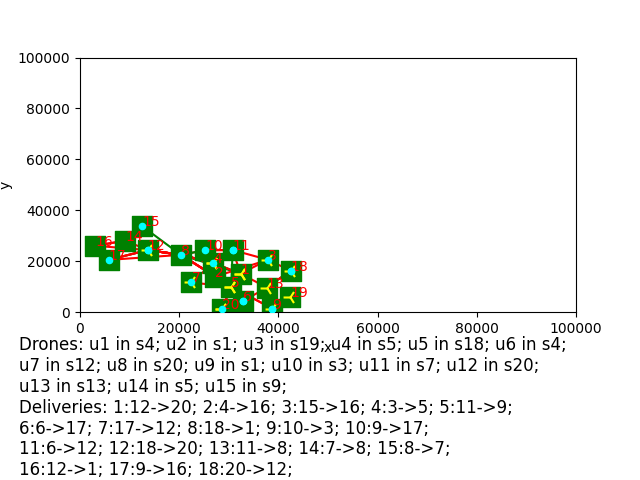 100000
80000
60000
40000
20000
0
y
0 20000 40000 60000 80000 100000
x
Drones: u1 in s4; u2 in s1; u3 in s19; u4 in s5; u5 in s18; u6 in s4;
u7 in s12; u8 in s20; u9 in s1; u10 in s3; u11 in s7; u12 in s20;
u13 in s13; u14 in s5; u15 in s9;
Deliveries: 1:12->20; 2:4->16; 3:15->16; 4:3->5; 5:11->9;
6:6->17; 7:17->12; 8:18->1; 9:10->3; 10:9->17;
11:6->12; 12:18->20; 13:11->8; 14:7->8; 15:8->7;
16:12->1; 17:9->16; 18:20->12;